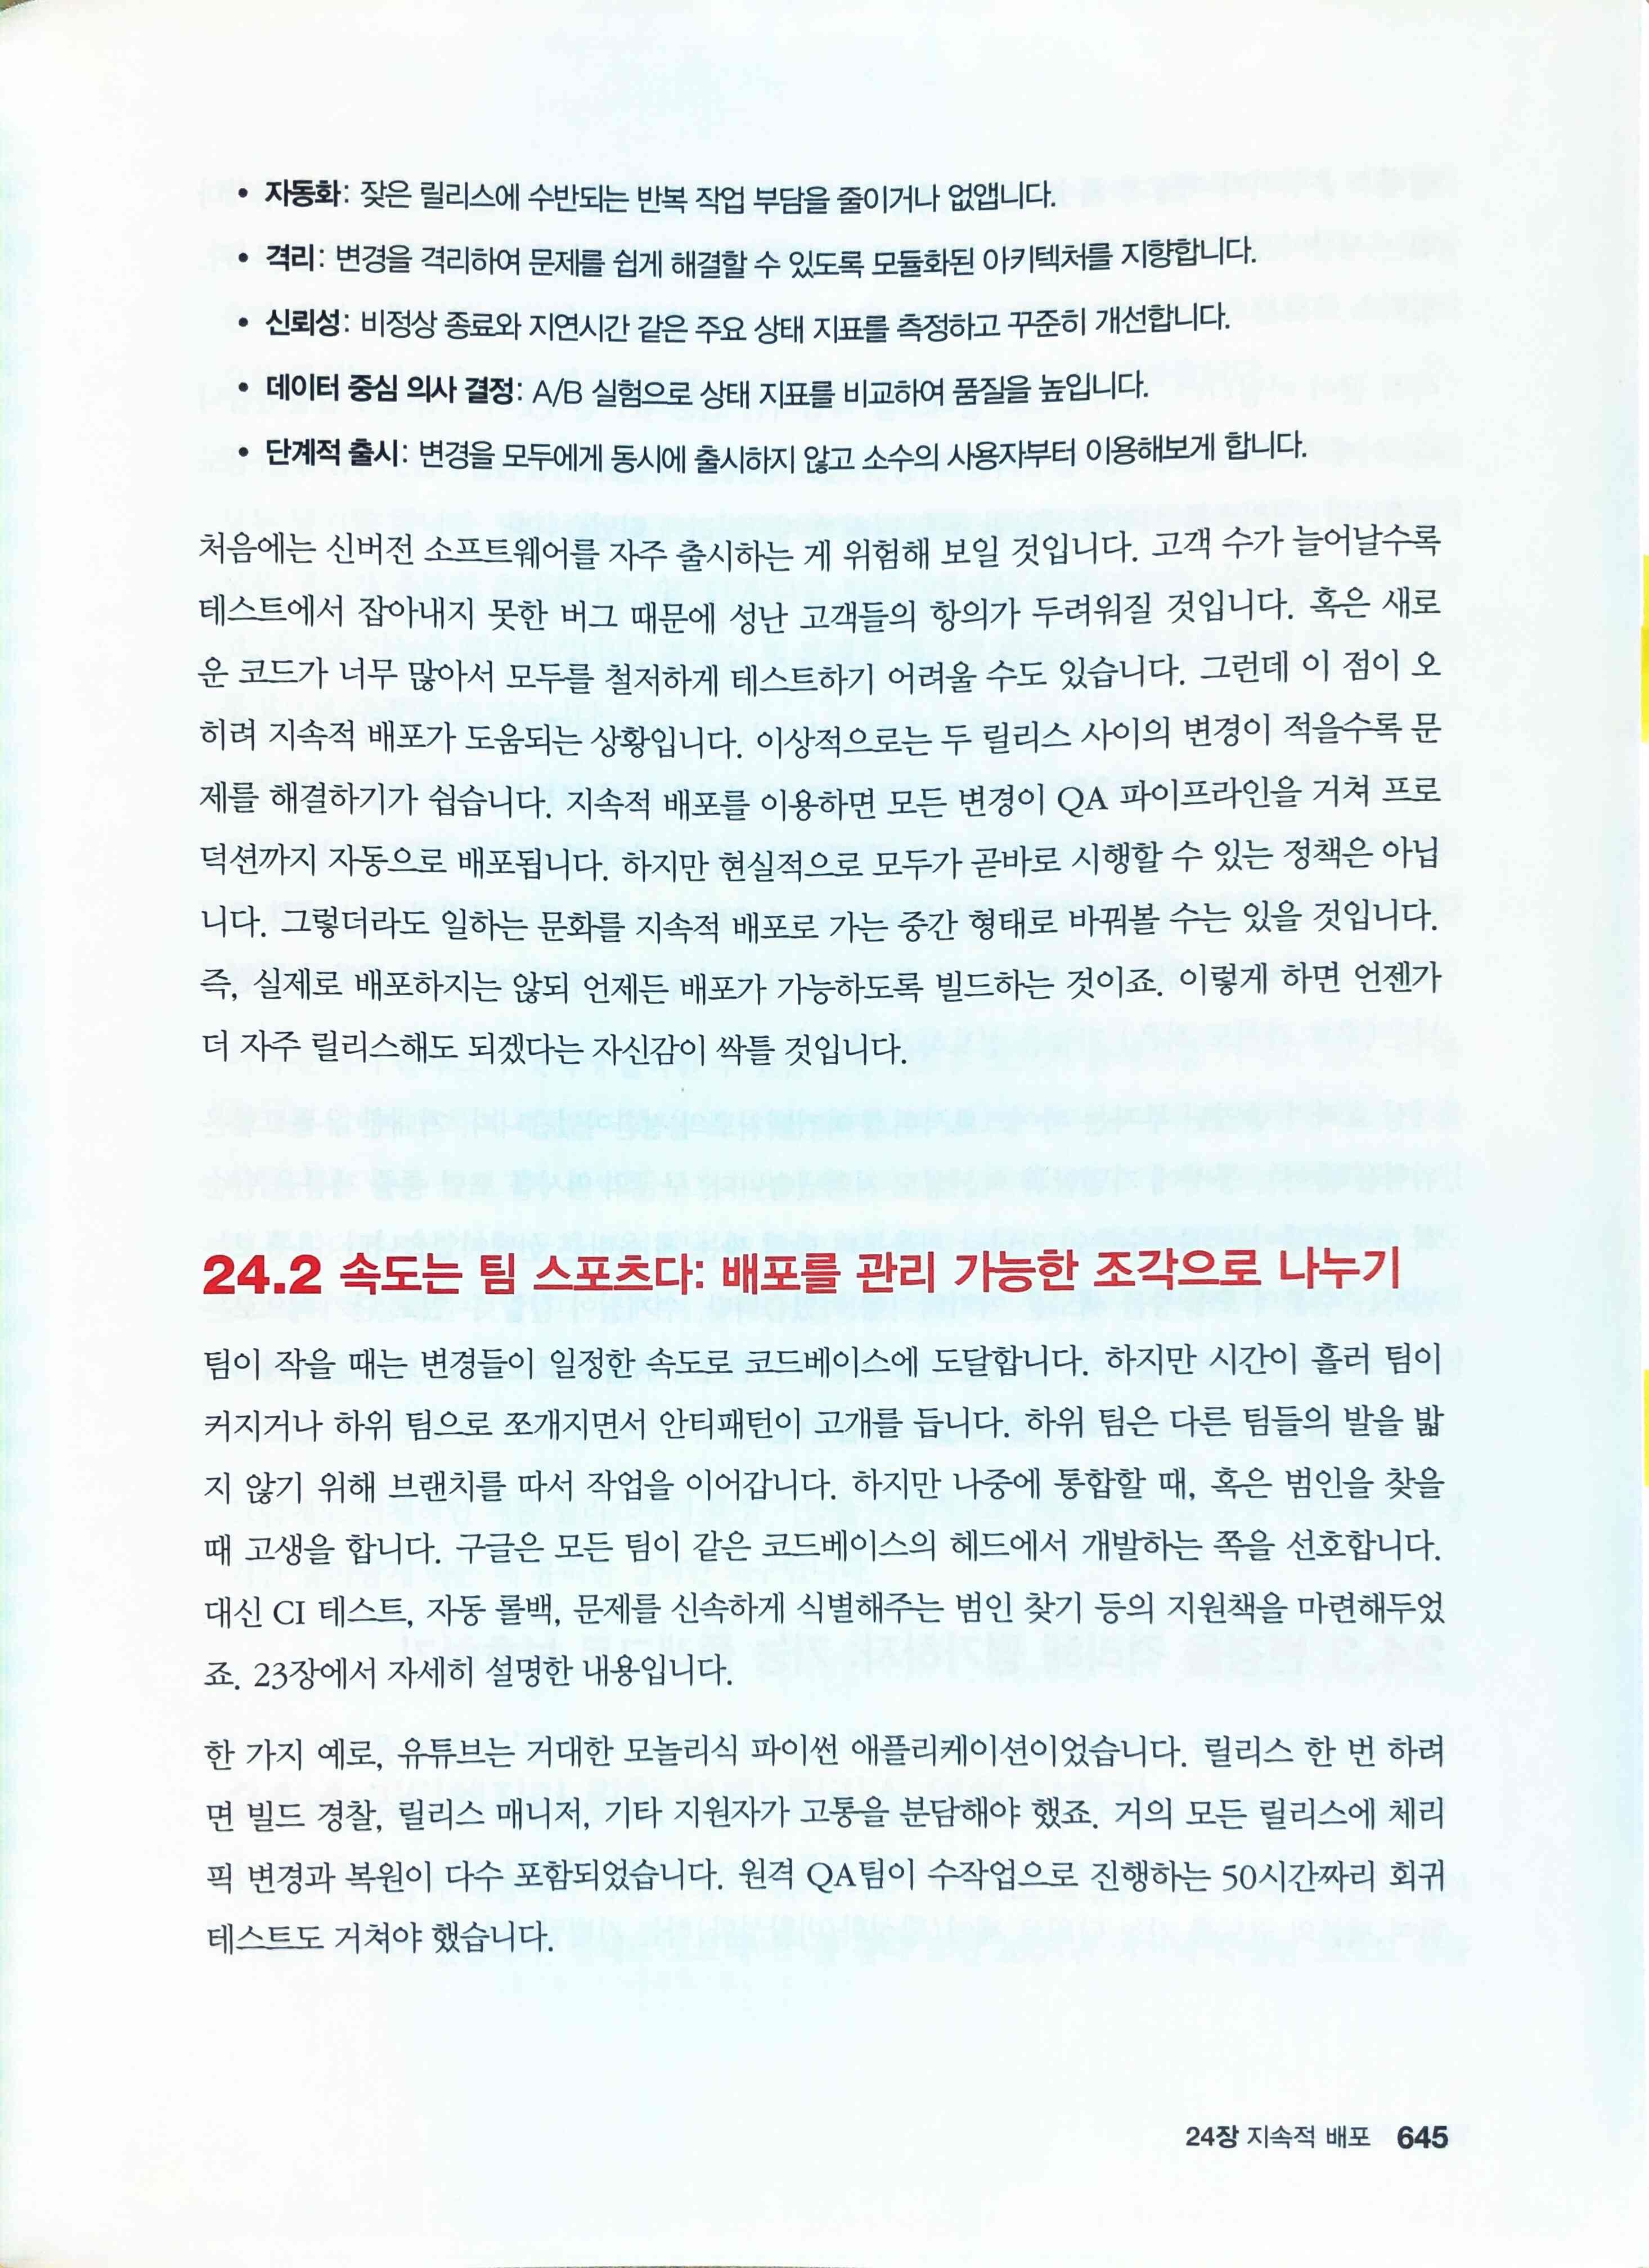 • 자동화: 잦은 릴리스에 수반되는 반복 작업 부담을 줄이거나 없앱니다.
• 격리: 변경을 격리하여 문제를 쉽게 해결할 수 있도록 모듈화된 아키텍처를 지향합니다.
• 신뢰성: 비정상 종료와 지연시간 같은 주요 상태 지표를 측정하고 꾸준히 개선합니다.
• 데이터 중심 의사 결정: A/B 실험으로 상태 지표를 비교하여 품질을 높입니다.
• 단계적 출시: 변경을 모두에게 동시에 출시하지 않고 소수의 사용자부터 이용해보게 합니다.
처음에는 신버전 소프트웨어를 자주 출시하는 게 위험해 보일 것입니다. 고객 수가 늘어날수록
테스트에서 잡아내지 못한 버그 때문에 성난 고객들의 항의가 두려워질 것입니다. 혹은 새로
운 코드가 너무 많아서 모두를 철저하게 테스트하기 어려울 수도 있습니다. 그런데 이 점이 오
히려 지속적 배포가 도움되는 상황입니다. 이상적으로는 두 릴리스 사이의 변경이 적을수록 문
제를 해결하기가 쉽습니다. 지속적 배포를 이용하면 모든 변경이 QA 파이프라인을 거쳐 프로
덕션까지 자동으로 배포됩니다. 하지만 현실적으로 모두가 곧바로 시행할 수 있는 정책은 아닙
니다. 그렇더라도 일하는 문화를 지속적 배포로 가는 중간 형태로 바꿔볼 수는 있을 것입니다.
즉, 실제로 배포하지는 않되 언제든 배포가 가능하도록 빌드하는 것이죠. 이렇게 하면 언젠가
더 자주 릴리스해도 되겠다는 자신감이 싹틀 것입니다.
24.2 속도는 팀 스포츠다: 배포를 관리 가능한 조각으로 나누기
팀이 작을 때는 변경들이 일정한 속도로 코드베이스에 도달합니다. 하지만 시간이 흘러 팀이
커지거나 하위 팀으로 쪼개지면서 안티패턴이 고개를 듭니다. 하위 팀은 다른 팀들의 발을 밟
지 않기 위해 브랜치를 따서 작업을 이어갑니다. 하지만 나중에 통합할 때, 혹은 범인을 찾을
때 고생을 합니다. 구글은 모든 팀이 같은 코드베이스의 헤드에서 개발하는 쪽을 선호합니다.
대신 CI 테스트, 자동 롤백, 문제를 신속하게 식별해주는 범인 찾기 등의 지원책을 마련해두었
죠. 23장에서 자세히 설명한 내용입니다.
한 가지 예로, 유튜브는 거대한 모놀리식 파이썬 애플리케이션이었습니다. 릴리스 한 번 하려
면 빌드 경찰, 릴리스 매니저, 기타 지원자가 고통을 분담해야 했죠. 거의 모든 릴리스에 체리
픽 변경과 복원이 다수 포함되었습니다. 원격 QA팀이 수작업으로 진행하는 50시간짜리 회귀
테스트도 거쳐야 했습니다.
24장 지속적 배포 645